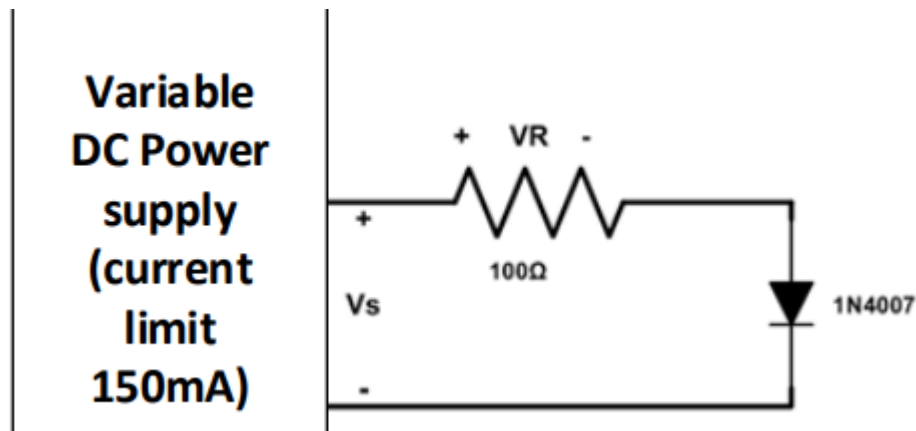 Variable
DC Power
supply
(current
limit
150mA)
+ VR -
100Ω
+
Vs
-
1N4007